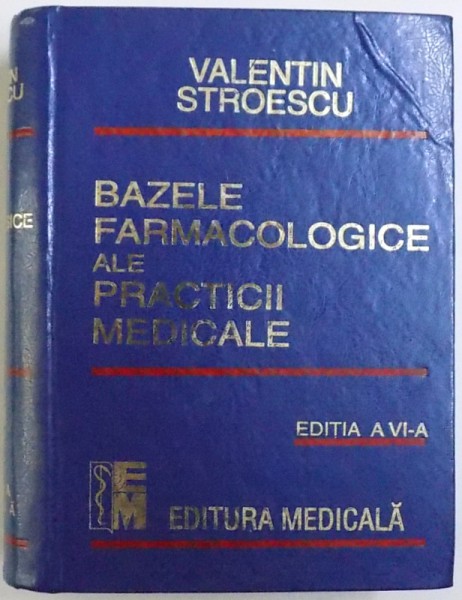 VALENTIN
STROESCU
BAZELE
FARMACOLOGICE
ALE
PRACTICII
MEDICALE
EDITIA A VI-A
EM
EDITURA MEDICALĂ